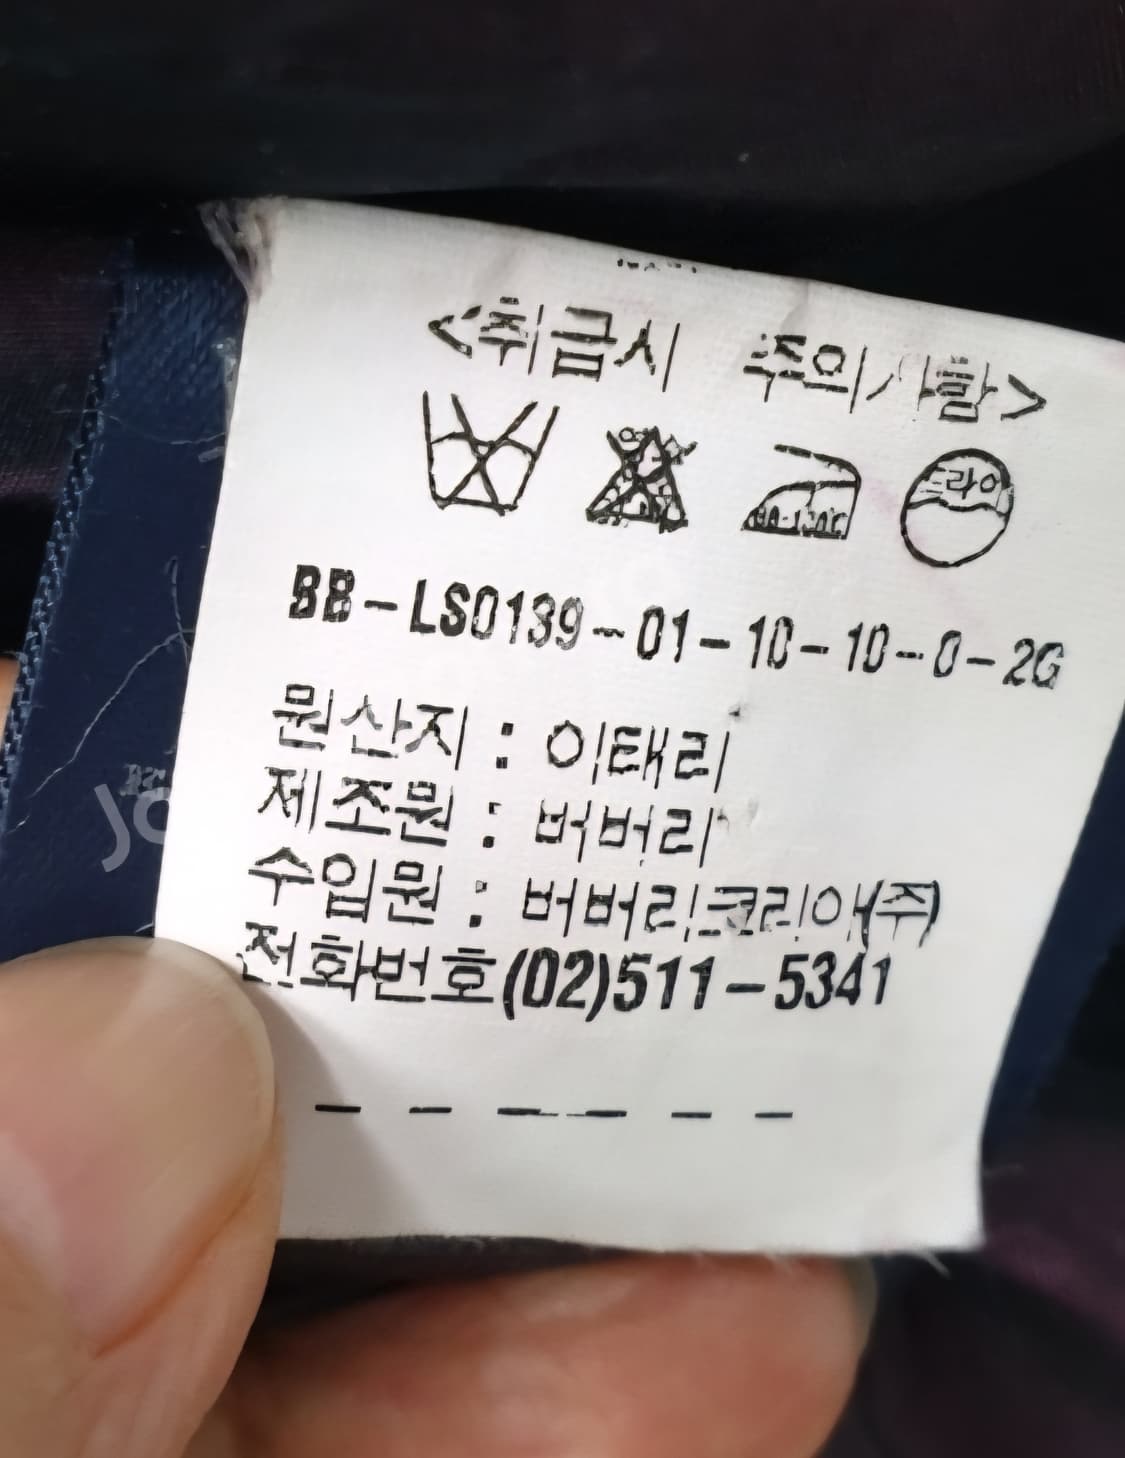 <취급시 주의사항>
드라이
BB-LS0139-01-10-10-0-2G
원산지 : 이태리
제조원 : 버버리
수입원 : 버버리코리아(주)
전화번호(02)511-5341